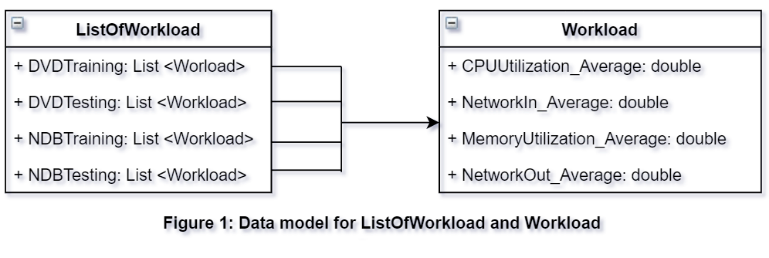 ListOfWorkload
+ DVDTraining: List <Worload>
+ DVDTesting: List <Workload>
+ NDBTraining: List <Workload>
+ NDBTesting: List <Workload>
Workload
+ CPUUtilization_Average: double
+ NetworkIn_Average: double
+ MemoryUtilization_Average: double
+ NetworkOut_Average: double
Figure 1: Data model for ListOfWorkload and Workload